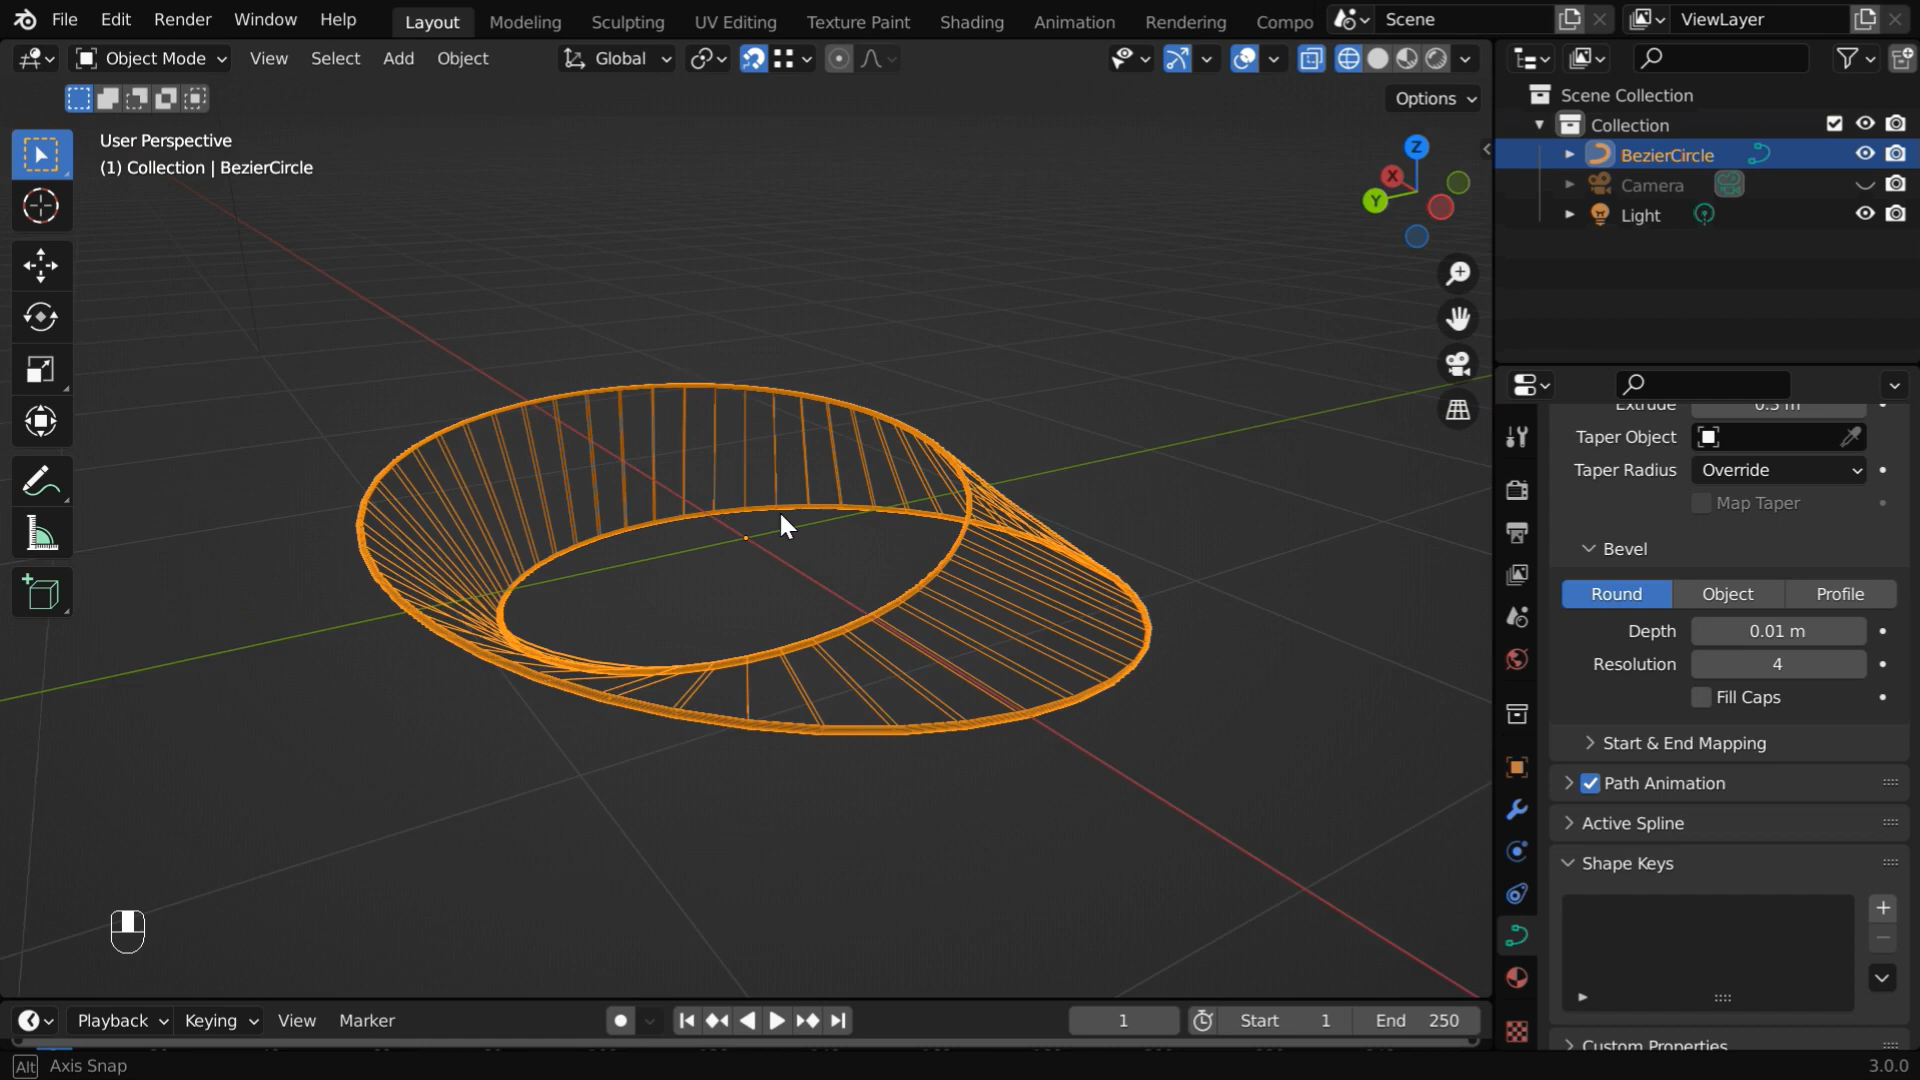 File Edit Render Window Help Layout Modeling Sculpting UV Editing Texture Paint Shading Animation Rendering Compo Scene ViewLayer
Object Mode View Select Add Object Global
Options
User Perspective
(1) Collection | BezierCircle
Z
X
Y
Scene Collection
Collection
BezierCircle
Camera
Light
Extrude 0.5 m
Taper Object
Taper Radius Override
Map Taper
Bevel
Round Object Profile
Depth 0.01 m
Resolution 4
Fill Caps
Start & End Mapping
Path Animation
Active Spline
Shape Keys
Custom Properties
Playback Keying View Marker 1 Start 1 End 250
Alt Axis Snap 3.0.0